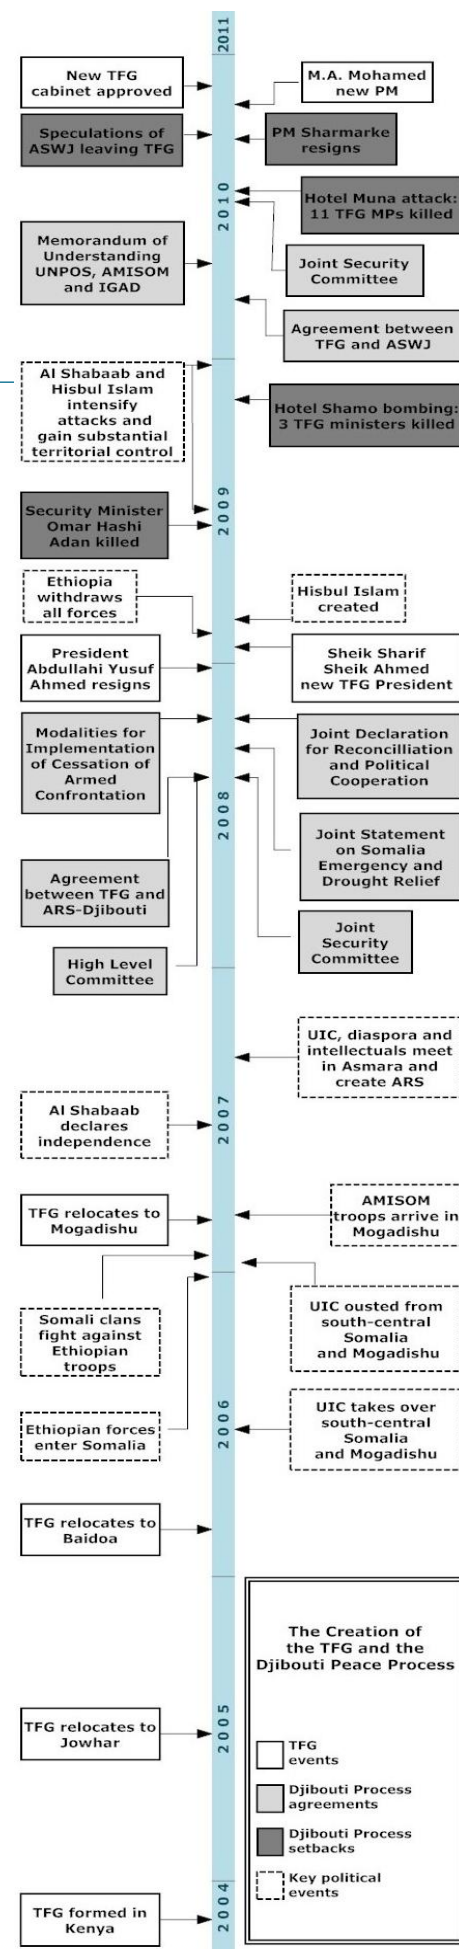 2011
New TFG
cabinet approved
M.A. Mohamed
new PM
Speculations of
ASWJ leaving TFG
PM Sharmarke
resigns
Hotel Muna attack:
11 TFG MPs killed
2010
Memorandum of
Understanding
UNPOS, AMISOM
and IGAD
Joint Security
Committee
Agreement between
TFG and ASWJ
Al Shabaab and
Hisbul Islam
intensify
attacks and
gain substantial
territorial control
Hotel Shamo bombing:
3 TFG ministers killed
2009
Security Minister
Omar Hashi
Adan killed
Ethiopia
withdraws
all forces
Hisbul Islam
created
President
Abdullahi Yusuf
Ahmed resigns
Sheik Sharif
Sheik Ahmed
new TFG President
Modalities for
Implementation
of Cessation of
Armed
Confrontation
Joint Declaration
for Reconcilliation
and Political
Cooperation
2008
Joint Statement
on Somalia
Emergency and
Drought Relief
Agreement
between TFG and
ARS-Djibouti
Joint
Security
Committee
High Level
Committee
UIC, diaspora and
intellectuals meet
in Asmara and
create ARS
2007
Al Shabaab
declares
independence
TFG relocates to
Mogadishu
AMISOM
troops arrive in
Mogadishu
Somali clans
fight against
Ethiopian
troops
UIC ousted from
south-central
Somalia
and Mogadishu
2006
Ethiopian forces
enter Somalia
UIC takes over
south-central
Somalia
and Mogadishu
TFG relocates to
Baidoa
The Creation of
the TFG and the
Djibouti Peace Process
2005
TFG relocates to
Jowhar
TFG
events
Djibouti Process
agreements
Djibouti Process
setbacks
Key political
events
2004
TFG formed in
Kenya